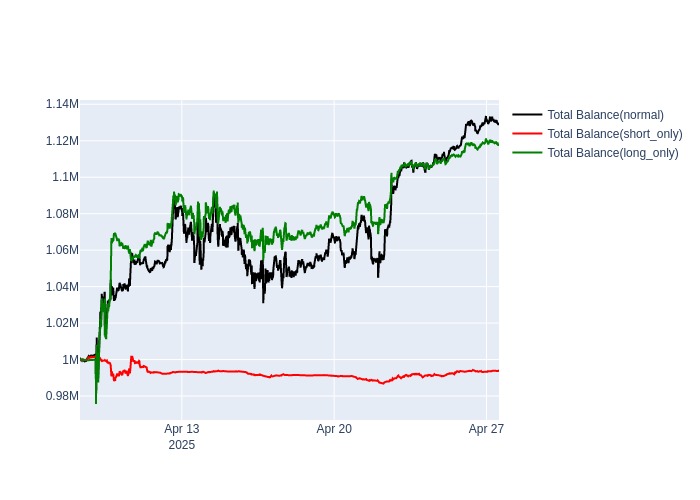 1.14M
1.12M
1.1M
1.08M
1.06M
1.04M
1.02M
1M
0.98M
Apr 13
2025
Apr 20
Apr 27
Total Balance(normal)
Total Balance(short_only)
Total Balance(long_only)